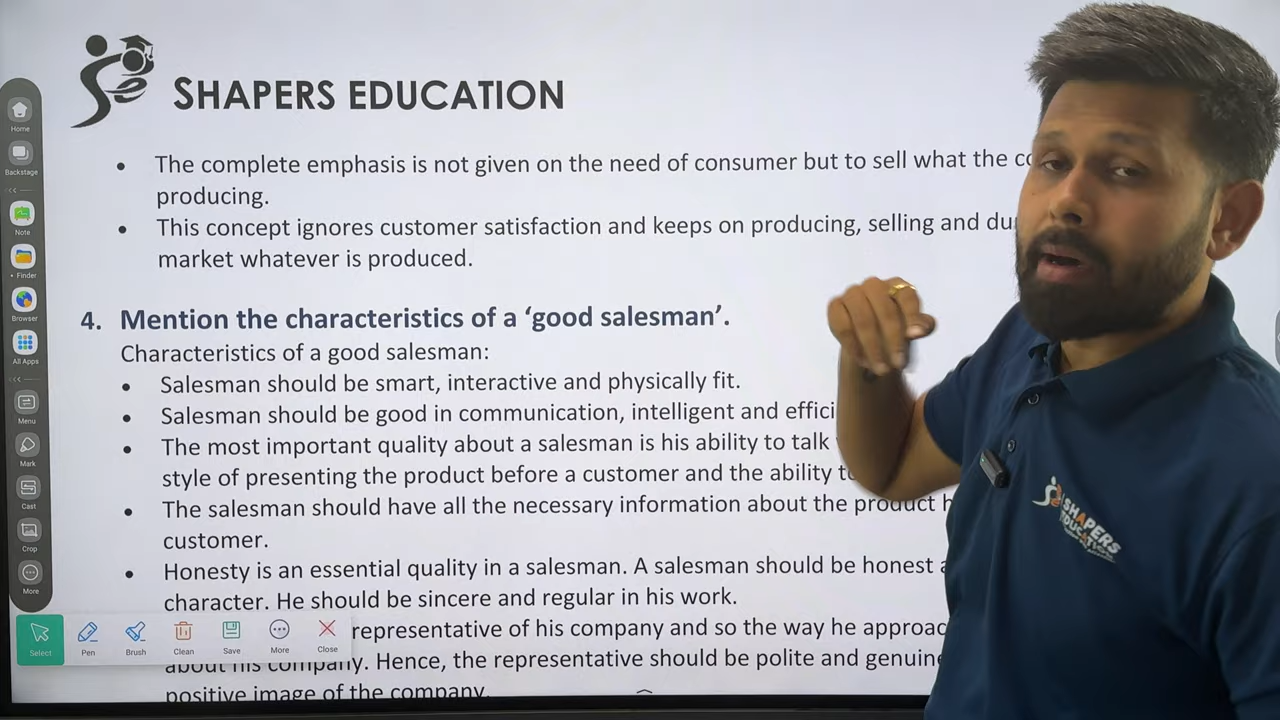 SHAPERS EDUCATION
• The complete emphasis is not given on the need of consumer but to sell what the
producing.
• This concept ignores customer satisfaction and keeps on producing, selling and
market whatever is produced.
4. Mention the characteristics of a ‘good salesman’.
Characteristics of a good salesman:
• Salesman should be smart, interactive and physically fit.
• Salesman should be good in communication, intelligent and
• The most important quality about a salesman is his ability to talk
style of presenting the product before a customer and the ability
• The salesman should have all the necessary information about the product
customer.
• Honesty is an essential quality in a salesman. A salesman should be honest
character. He should be sincere and regular in his work.
representative of his company and so the way he
about his company. Hence, the representative should be polite and
positive image of the company.
Home
Backstage
Note
• Finder
Browser
All Apps
Menu
Mark
Cast
Crop
More
Select
Pen
Brush
Clean
Save
More
Close
SHAPERS
EDUCATION